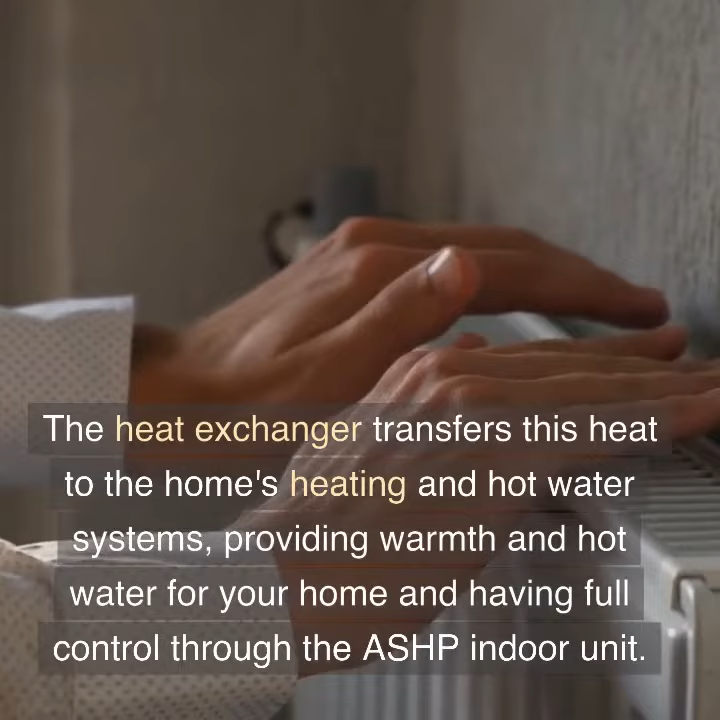 The heat exchanger transfers this heat
to the home's heating and hot water
systems, providing warmth and hot
water for your home and having full
control through the ASHP indoor unit.